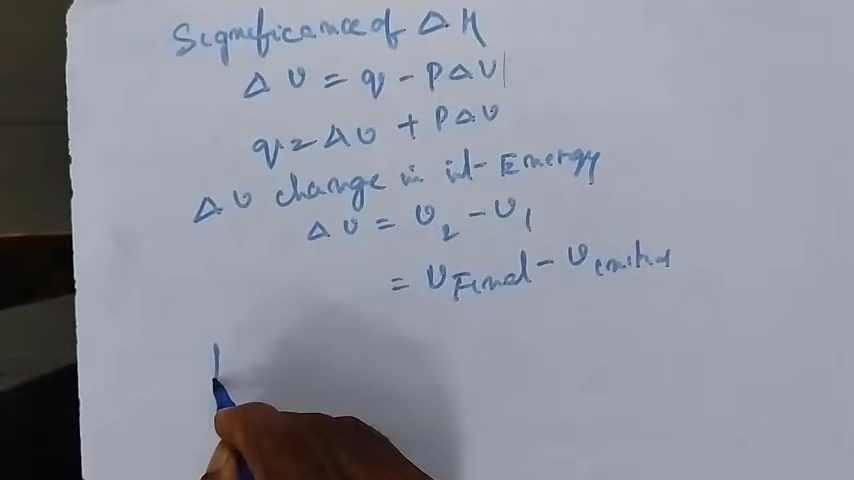 Significance of ΔH
ΔU = q - PΔV
q = ΔU + PΔV
ΔU change in int- Energy
ΔU = U2 - U1
= UFinal - Uinitial